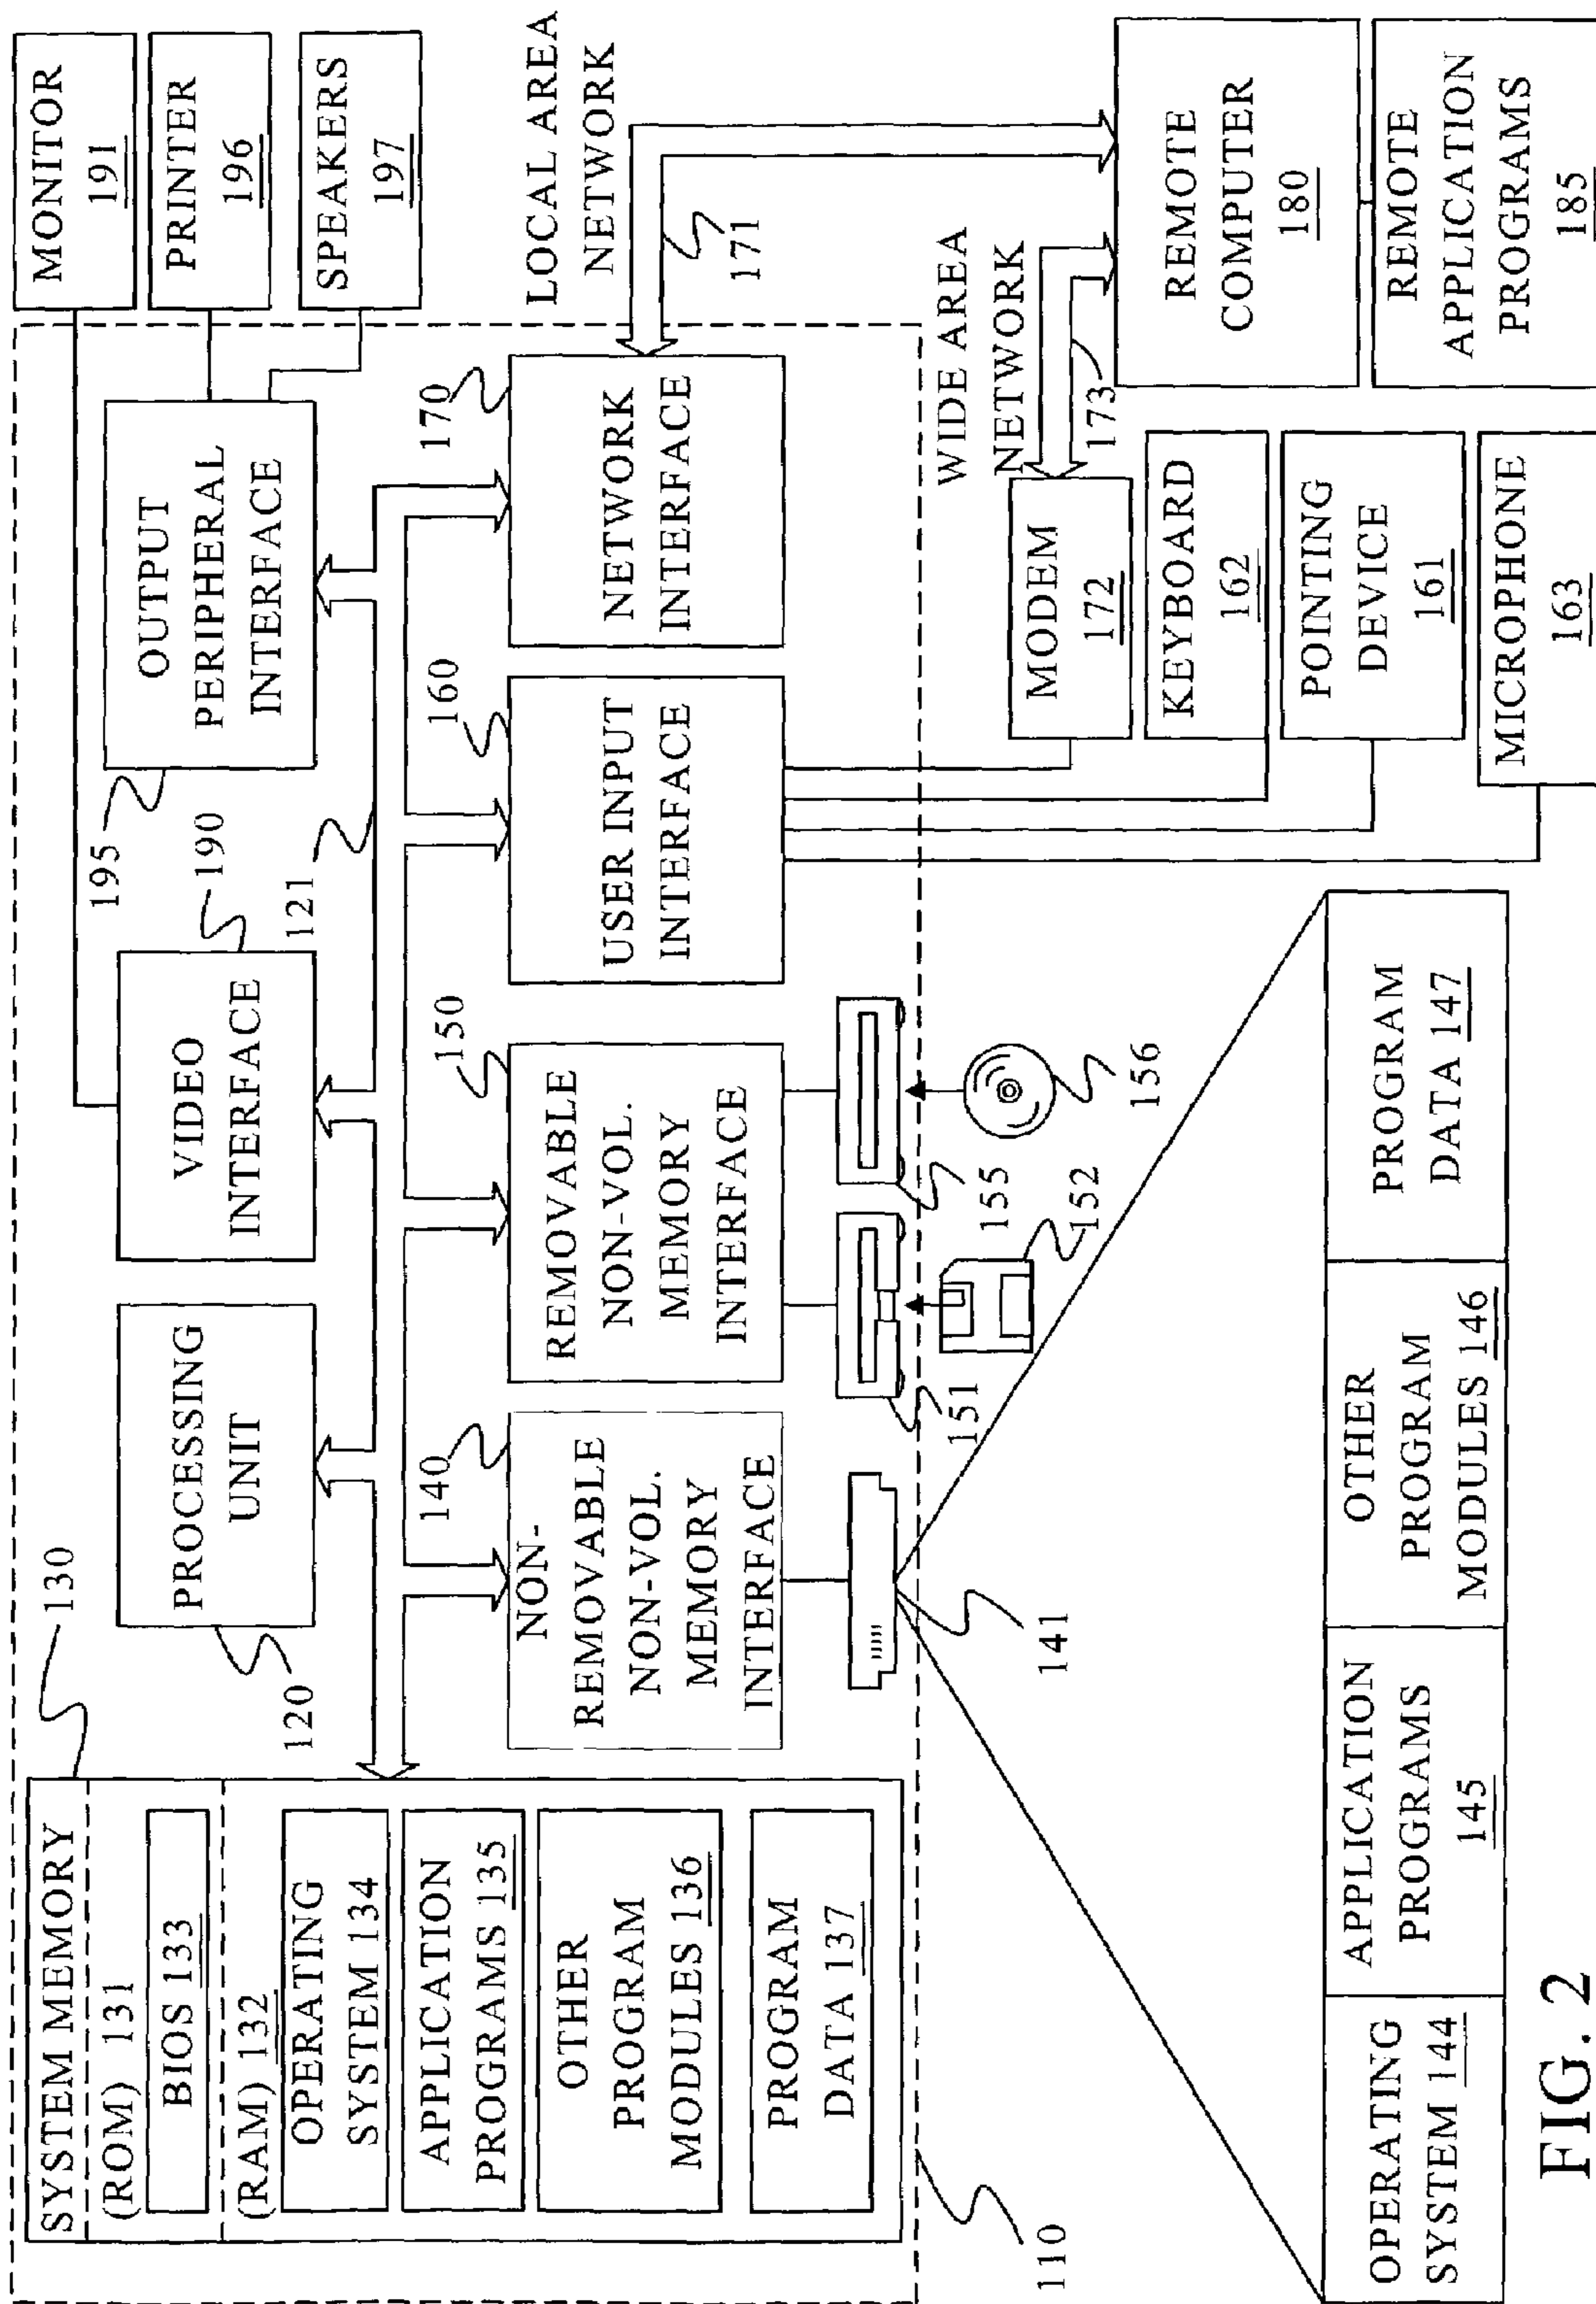 SYSTEM MEMORY
(ROM) 131
BIOS 133
(RAM) 132
OPERATING
SYSTEM 134
APPLICATION
PROGRAMS 135
OTHER
PROGRAM
MODULES 136
PROGRAM
DATA 137
130
PROCESSING
UNIT
120
VIDEO
INTERFACE
190
121
OUTPUT
PERIPHERAL
INTERFACE
195
MONITOR
191
PRINTER
196
SPEAKERS
197
NON-
REMOVABLE
NON-VOL.
MEMORY
INTERFACE
140
REMOVABLE
NON-VOL.
MEMORY
INTERFACE
150
USER INPUT
INTERFACE
160
NETWORK
INTERFACE
170
LOCAL AREA
NETWORK
171
141
151
152
155
156
110
WIDE AREA
NETWORK
173
MODEM
172
KEYBOARD
162
POINTING
DEVICE
161
MICROPHONE
163
REMOTE
COMPUTER
180
REMOTE
APPLICATION
PROGRAMS
185
OPERATING
SYSTEM 144
APPLICATION
PROGRAMS
145
OTHER
PROGRAM
MODULES 146
PROGRAM
DATA 147
FIG. 2